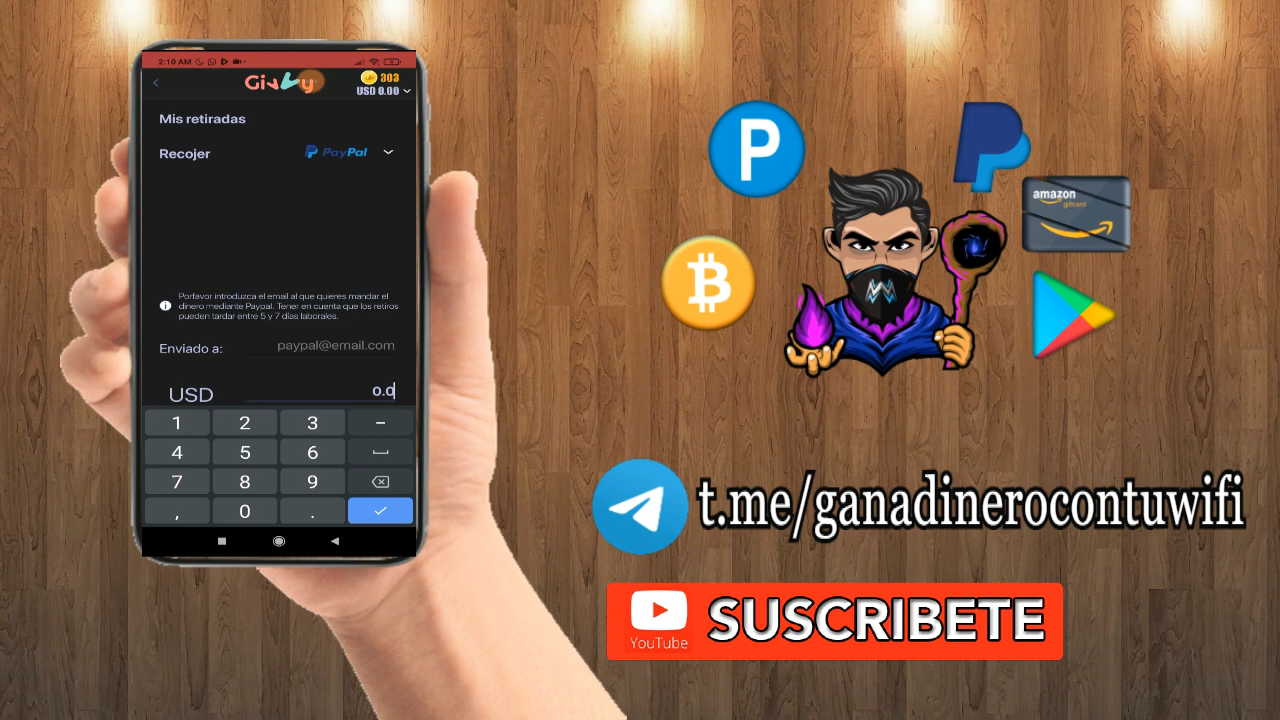 2:10 AM
Givvy
303
USD 0.00
Mis retiradas
Recojer
PayPal
Porfavor introduzca el email al que quieres mandar el
dinero mediante Paypal. Tener en cuenta que los retiros
pueden tardar entre 5 y 7 días laborales.
Enviado a:
paypal@email.com
USD
0.0
1 2 3 -
4 5 6
7 8 9
, 0 .
P
amazon
giftcard
t.me/ganadinerocontuwifi
YouTube
SUSCRIBETE